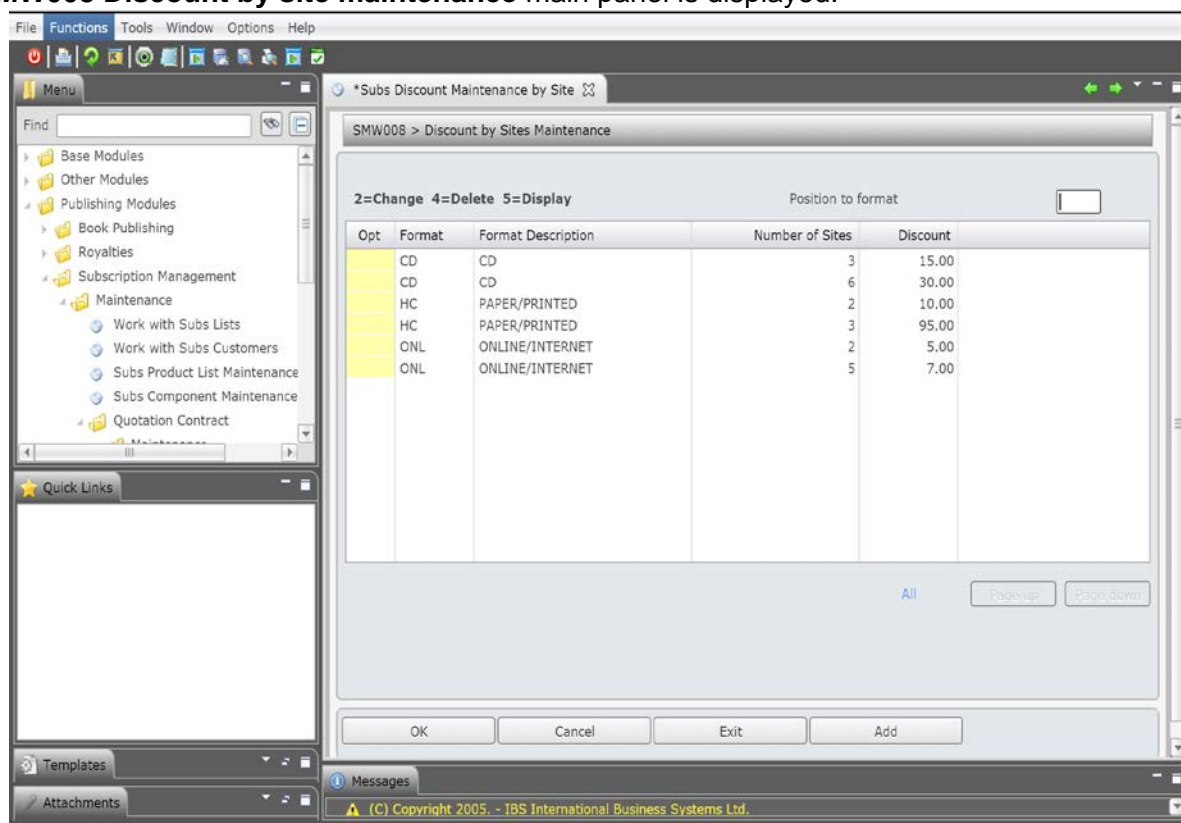 MW008 Discount by Site maintenance main panel is displayed.
File Functions Tools Window Options Help
Menu
Find
Base Modules
Other Modules
Publishing Modules
Book Publishing
Royalties
Subscription Management
Maintenance
Work with Subs Lists
Work with Subs Customers
Subs Product List Maintenance
Subs Component Maintenance
Quotation Contract
Maintenance
Quick Links
Templates
Attachments
*Subs Discount Maintenance by Site
SMW008 > Discount by Sites Maintenance
2=Change 4=Delete 5=Display Position to format
Opt Format Format Description Number of Sites Discount
CD CD 3 15.00
CD CD 6 30.00
HC PAPER/PRINTED 2 10.00
HC PAPER/PRINTED 3 95.00
ONL ONLINE/INTERNET 2 5.00
ONL ONLINE/INTERNET 5 7.00
All Page up Page down
OK Cancel Exit Add
Messages
(C) Copyright 2005. - IBS International Business Systems Ltd.